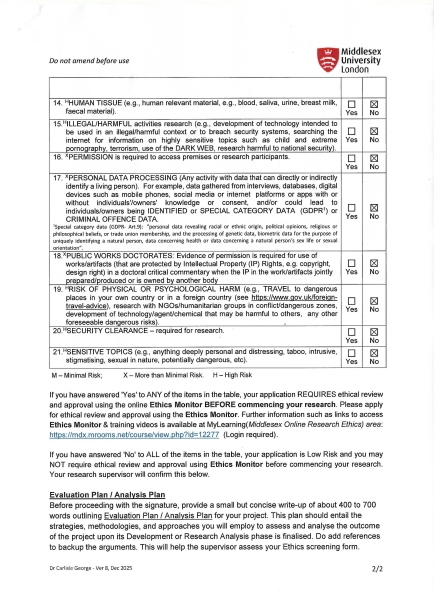 Do not amend before use
Middlesex
University
London
14. ᴴHUMAN TISSUE (e.g., human relevant material, e.g., blood, saliva, urine, breast milk,
faecal material).
☐ Yes ☒ No
15.ᴴILLEGAL/HARMFUL activities research (e.g., development of technology intended to
be used in an illegal/harmful context or to breach security systems, searching the
internet for information on highly sensitive topics such as child and extreme
pornography, terrorism, use of the DARK WEB, research harmful to national security).
☐ Yes ☒ No
16. ˣPERMISSION is required to access premises or research participants.
☐ Yes ☒ No
17. ˣPERSONAL DATA PROCESSING (Any activity with data that can directly or indirectly
identify a living person). For example, data gathered from interviews, databases, digital
devices such as mobile phones, social media or internet platforms or apps with or
without individuals'/owners' knowledge or consent, and/or could lead to
individuals/owners being IDENTIFIED or SPECIAL CATEGORY DATA (GDPR¹) or
CRIMINAL OFFENCE DATA.
¹Special category data (GDPR- Art.9): "personal data revealing racial or ethnic origin, political opinions, religious or
philosophical beliefs, or trade union membership, and the processing of genetic data, biometric data for the purpose of
uniquely identifying a natural person, data concerning health or data concerning a natural person's sex life or sexual
orientation".
☐ Yes ☒ No
18.ˣPUBLIC WORKS DOCTORATES: Evidence of permission is required for use of
works/artifacts (that are protected by Intellectual Property (IP) Rights, e.g. copyright,
design right) in a doctoral critical commentary when the IP in the work/artifacts jointly
prepared/produced or is owned by another body
☐ Yes ☒ No
19. ᴴRISK OF PHYSICAL OR PSYCHOLOGICAL HARM (e.g., TRAVEL to dangerous
places in your own country or in a foreign country (see https://www.gov.uk/foreign-
travel-advice), research with NGOs/humanitarian groups in conflict/dangerous zones,
development of technology/agent/chemical that may be harmful to others, any other
foreseeable dangerous risks).
☐ Yes ☒ No
20.ᴴSECURITY CLEARANCE – required for research.
☐ Yes ☒ No
21.ᴴSENSITIVE TOPICS (e.g., anything deeply personal and distressing, taboo, intrusive,
stigmatising, sexual in nature, potentially dangerous, etc).
☐ Yes ☒ No
M – Minimal Risk; X – More than Minimal Risk. H – High Risk
If you have answered 'Yes' to ANY of the items in the table, your application REQUIRES ethical review
and approval using the online Ethics Monitor BEFORE commencing your research. Please apply
for ethical review and approval using the Ethics Monitor. Further information such as links to access
Ethics Monitor & training videos is available at MyLearning(Middlesex Online Research Ethics) area:
https://mdx.mrooms.net/course/view.php?id=12277 (Login required).
If you have answered 'No' to ALL of the items in the table, your application is Low Risk and you may
NOT require ethical review and approval using Ethics Monitor before commencing your research.
Your research supervisor will confirm this below.
Evaluation Plan / Analysis Plan
Before proceeding with the signature, provide a small but concise write-up of about 400 to 700
words outlining Evaluation Plan / Analysis Plan for your project. This plan should entail the
strategies, methodologies, and approaches you will employ to assess and analyse the outcome
of the project upon its Development or Research Analysis phase is finalised. Do add references
to backup the arguments. This will help the supervisor assess your Ethics screening form.
Dr Carlisle George - Ver 8, Dec 2025
2/2